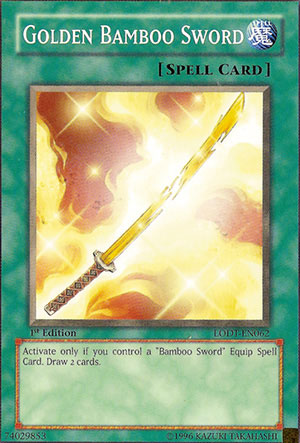 GOLDEN BAMBOO SWORD 魔
[SPELL CARD]
1st Edition LODT-EN062
Activate only if you control a "Bamboo Sword" Equip Spell
Card. Draw 2 cards.
74029853 ©1996 KAZUKI TAKAHASHI